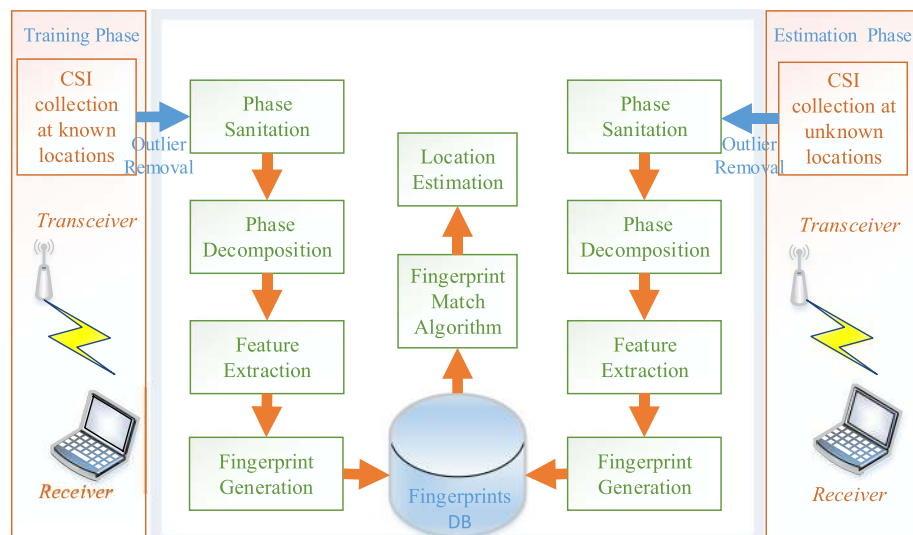 Training Phase
CSI
collection
at known
locations
Outlier
Removal
Transceiver
Receiver
Phase
Sanitation
Phase
Decomposition
Feature
Extraction
Fingerprint
Generation
Location
Estimation
Fingerprint
Match
Algorithm
Fingerprints
DB
Phase
Sanitation
Phase
Decomposition
Feature
Extraction
Fingerprint
Generation
Estimation Phase
CSI
collection at
unknown
locations
Outlier
Removal
Transceiver
Receiver